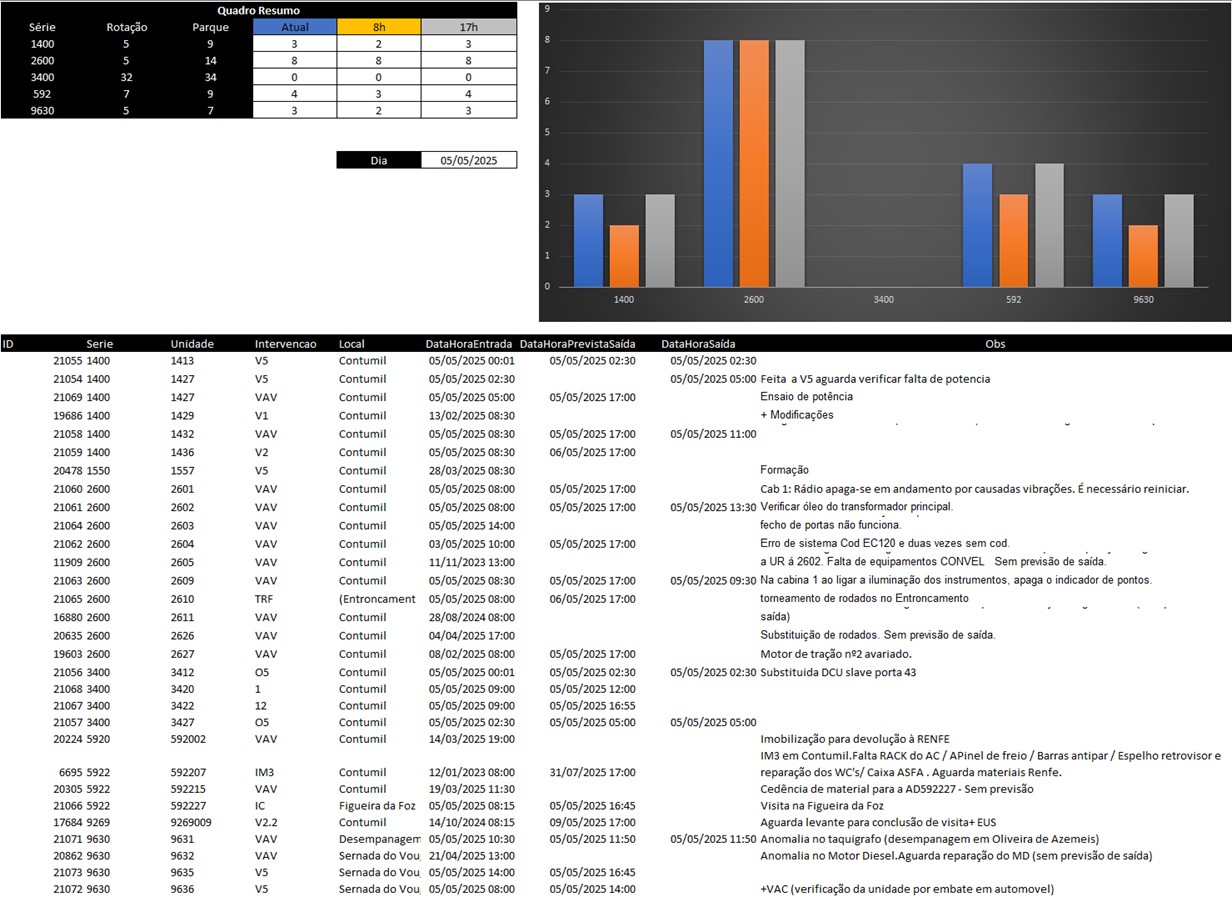 Quadro Resumo
Série Rotação Parque Atual 8h 17h
1400 5 9 3 2 3
2600 5 14 8 8 8
3400 32 34 0 0 0
592 7 9 4 3 4
9630 5 7 3 2 3
Dia 05/05/2025
9
8
7
6
5
4
3
2
1
0
1400 2600 3400 592 9630
ID Serie Unidade Intervencao Local DataHoraEntrada DataHoraPrevistaSaída DataHoraSaída Obs
21055 1400 1413 V5 Contumil 05/05/2025 00:01 05/05/2025 02:30 05/05/2025 02:30
21054 1400 1427 V5 Contumil 05/05/2025 02:30 05/05/2025 05:00 Feita a V5 aguarda verificar falta de potencia
21069 1400 1427 VAV Contumil 05/05/2025 05:00 05/05/2025 17:00 Ensaio de potência
19686 1400 1429 V1 Contumil 13/02/2025 08:30 + Modificações
21058 1400 1432 VAV Contumil 05/05/2025 08:30 05/05/2025 17:00 05/05/2025 11:00
21059 1400 1436 V2 Contumil 05/05/2025 08:30 06/05/2025 17:00
20478 1550 1557 V5 Contumil 28/03/2025 08:30 Formação
21060 2600 2601 VAV Contumil 05/05/2025 08:00 05/05/2025 17:00 Cab 1: Rádio apaga-se em andamento por causadas vibrações. É necessário reiniciar.
21061 2600 2602 VAV Contumil 05/05/2025 08:00 05/05/2025 17:00 05/05/2025 13:30 Verificar óleo do transformador principal.
21064 2600 2603 VAV Contumil 05/05/2025 14:00 fecho de portas não funciona.
21062 2600 2604 VAV Contumil 03/05/2025 10:00 05/05/2025 17:00 Erro de sistema Cod EC120 e duas vezes sem cod.
11909 2600 2605 VAV Contumil 11/11/2023 13:00 a UR á 2602. Falta de equipamentos CONVEL Sem previsão de saída.
21063 2600 2609 VAV Contumil 05/05/2025 08:30 05/05/2025 17:00 05/05/2025 09:30 Na cabina 1 ao ligar a iluminação dos instrumentos, apaga o indicador de pontos.
21065 2600 2610 TRF (Entroncament 05/05/2025 08:00 06/05/2025 17:00 torneamento de rodados no Entroncamento
16880 2600 2611 VAV Contumil 28/08/2024 08:00 saída)
20635 2600 2626 VAV Contumil 04/04/2025 17:00 Substituição de rodados. Sem previsão de saída.
19603 2600 2627 VAV Contumil 08/02/2025 08:00 05/05/2025 17:00 Motor de tração nº2 avariado.
21056 3400 3412 O5 Contumil 05/05/2025 00:01 05/05/2025 02:30 05/05/2025 02:30 Substituida DCU slave porta 43
21068 3400 3420 1 Contumil 05/05/2025 09:00 05/05/2025 12:00
21067 3400 3422 12 Contumil 05/05/2025 09:00 05/05/2025 16:55
21057 3400 3427 O5 Contumil 05/05/2025 02:30 05/05/2025 05:00 05/05/2025 05:00
20224 5920 592002 VAV Contumil 14/03/2025 19:00 Imobilização para devolução à RENFE
IM3 em Contumil.Falta RACK do AC / APinel de freio / Barras antipar / Espelho retrovisor e
6695 5922 592207 IM3 Contumil 12/01/2023 08:00 31/07/2025 17:00 reparação dos WC's/ Caixa ASFA . Aguarda materiais Renfe.
20305 5922 592215 VAV Contumil 19/03/2025 11:30 Cedência de material para a AD592227 - Sem previsão
21066 5922 592227 IC Figueira da Foz 05/05/2025 08:15 05/05/2025 16:45 Visita na Figueira da Foz
17684 9269 9269009 V2.2 Contumil 14/10/2024 08:15 09/05/2025 17:00 Aguarda levante para conclusão de visita+ EUS
21071 9630 9631 VAV Desempanagem 05/05/2025 10:30 05/05/2025 11:50 05/05/2025 11:50 Anomalia no taquigrafo (desempanagem em Oliveira de Azemeis)
20862 9630 9632 VAV Sernada do Vou 21/04/2025 13:00 Anomalia no Motor Diesel.Aguarda reparação do MD (sem previsão de saída)
21073 9630 9635 V5 Sernada do Vou 05/05/2025 14:00 05/05/2025 16:45
21072 9630 9636 V5 Sernada do Vou 05/05/2025 08:00 05/05/2025 14:00 +VAC (verificação da unidade por embate em automovel)